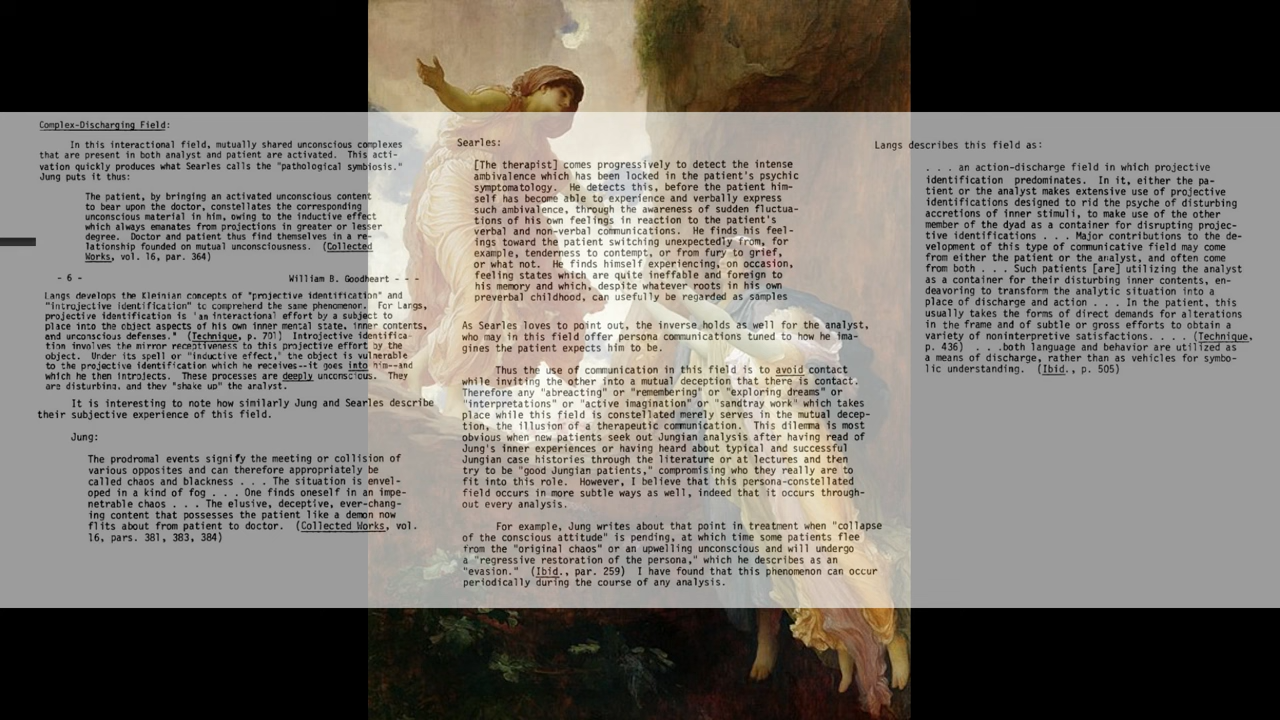 Complex-Discharging Field:
In this interactional field, mutually shared unconscious complexes
that are present in both analyst and patient are activated. This acti-
vation quickly produces what Searles calls the "pathological symbiosis."
Jung puts it thus:
The patient, by bringing an activated unconscious content
to bear upon the doctor, constellates the corresponding
unconscious material in him, owing to the inductive effect
which always emanates from projections in greater or lesser
degree. Doctor and patient thus find themselves in a re-
lationship founded on mutual unconsciousness. (Collected
Works, vol. 16, par. 364)
- 6 - William B. Goodheart - - -
Langs develops the Kleinian concepts of "projective identification" and
"introjective identification" to comprehend the same phenomena. For Langs,
projective identification is 'an interactional effort by a subject to
place into the object aspects of his own inner mental state, inner contents,
and unconscious defenses." (Technique, p. 70) Introjective identifica-
tion involves the mirror receptiveness to this projective effort by the
object. Under its spell or "inductive effect," the object is vulnerable
to the projective identification which he receives--it goes into him--and
which he then introjects. These processes are deeply unconscious. They
are disturbing, and they "shake up" the analyst.
It is interesting to note how similarly Jung and Searles describe
their subjective experience of this field.
Jung:
The prodromal events signify the meeting or collision of
various opposites and can therefore appropriately be
called chaos and blackness . . . The situation is envel-
oped in a kind of fog . . . One finds oneself in an impe-
netrable chaos . . . The elusive, deceptive, ever-chang-
ing content that possesses the patient like a demon now
flits about from patient to doctor. (Collected Works, vol.
16, pars. 381, 383, 384)
Searles:
[The therapist] comes progressively to detect the intense
ambivalence which has been locked in the patient's psychic
symptomatology. He detects this, before the patient him-
self has become able to experience and verbally express
such ambivalence, through the awareness of sudden fluctua-
tions of his own feelings in reaction to the patient's
verbal and non-verbal communications. He finds his feel-
ings toward the patient switching unexpectedly from, for
example, tenderness to contempt, or from fury to grief,
or what not. He finds himself experiencing, on occasion,
feeling states which are quite ineffable and foreign to
his memory and which, despite whatever roots in his own
preverbal childhood, can usefully be regarded as samples
As Searles loves to point out, the inverse holds as well for the analyst,
who may in this field offer persona communications tuned to how he ima-
gines the patient expects him to be.
Thus the use of communication in this field is to avoid contact
while inviting the other into a mutual deception that there is contact.
Therefore any "abreacting" or "remembering" or "exploring dreams" or
"interpretations" or "active imagination" or "sandtray work" which takes
place while this field is constellated merely serves in the mutual decep-
tion, the illusion of a therapeutic communication. This dilemma is most
obvious when new patients seek out Jungian analysis after having read of
Jung's inner experiences or having heard about typical and successful
Jungian case histories through the literature or at lectures and then
try to be "good Jungian patients," compromising who they really are to
fit into this role. However, I believe that this persona-constellated
field occurs in more subtle ways as well, indeed that it occurs through-
out every analysis.
For example, Jung writes about that point in treatment when "collapse
of the conscious attitude" is pending, at which time some patients flee
from the "original chaos" or an upwelling unconscious and will undergo
a "regressive restoration of the persona," which he describes as an
"evasion." (Ibid., par. 259) I have found that this phenomenon can occur
periodically during the course of any analysis.
Langs describes this field as:
. . . an action-discharge field in which projective
identification predominates. In it, either the pa-
tient or the analyst makes extensive use of projective
identifications designed to rid the psyche of disturbing
accretions of inner stimuli, to make use of the other
member of the dyad as a container for disrupting projec-
tive identifications . . . Major contributions to the de-
velopment of this type of communicative field may come
from either the patient or the analyst, and often come
from both . . . Such patients [are] utilizing the analyst
as a container for their disturbing inner contents, en-
deavoring to transform the analytic situation into a
place of discharge and action . . . In the patient, this
usually takes the forms of direct demands for alterations
in the frame and of subtle or gross efforts to obtain a
variety of noninterpretive satisfactions. . . . (Technique,
p. 436) . . .both language and behavior are utilized as
a means of discharge, rather than as vehicles for symbo-
lic understanding. (Ibid., p. 505)